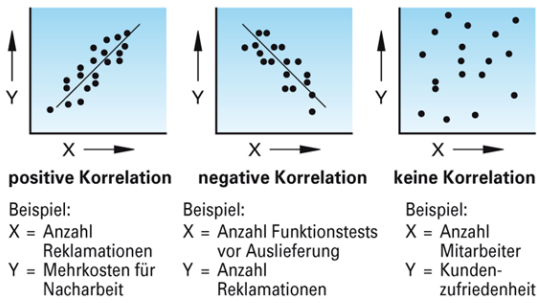 Y
X
positive Korrelation
Beispiel:
X = Anzahl
Reklamationen
Y = Mehrkosten für
Nacharbeit
Y
X
negative Korrelation
Beispiel:
X = Anzahl Funktionstests
vor Auslieferung
Y = Anzahl
Reklamationen
Y
X
keine Korrelation
Beispiel:
X = Anzahl
Mitarbeiter
Y = Kunden-
zufriedenheit